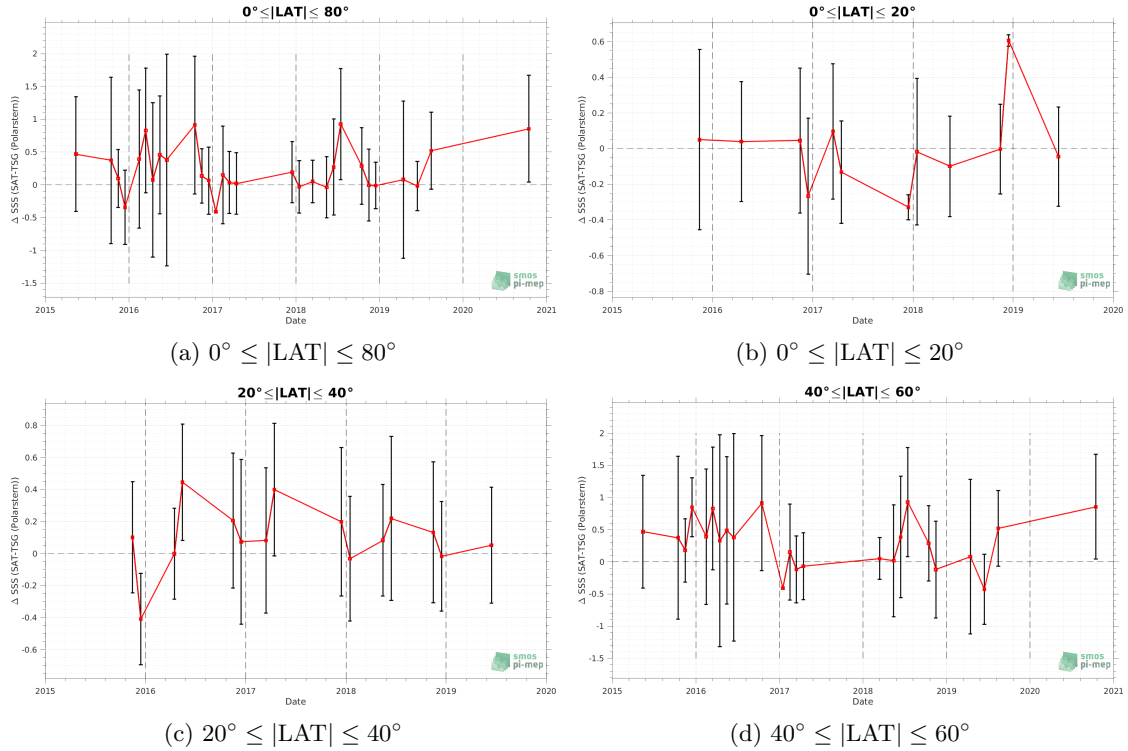 0°≤|LAT|≤ 80°
Δ SSS (SAT-TSG (Polarstern))
2
1.5
1
0.5
0
-0.5
-1
-1.5
2015
2016
2017
2018
2019
2020
2021
Date
smos
pi-mep
(a) 0° ≤ |LAT| ≤ 80°
0°≤|LAT|≤ 20°
Δ SSS (SAT-TSG (Polarstern))
0.6
0.4
0.2
0
-0.2
-0.4
-0.6
-0.8
2015
2016
2017
2018
2019
2020
Date
smos
pi-mep
(b) 0° ≤ |LAT| ≤ 20°
20°≤|LAT|≤ 40°
Δ SSS (SAT-TSG (Polarstern))
0.8
0.6
0.4
0.2
0
-0.2
-0.4
-0.6
2015
2016
2017
2018
2019
2020
Date
smos
pi-mep
(c) 20° ≤ |LAT| ≤ 40°
40°≤|LAT|≤ 60°
Δ SSS (SAT-TSG (Polarstern))
2
1.5
1
0.5
0
-0.5
-1
-1.5
2015
2016
2017
2018
2019
2020
2021
Date
smos
pi-mep
(d) 40° ≤ |LAT| ≤ 60°